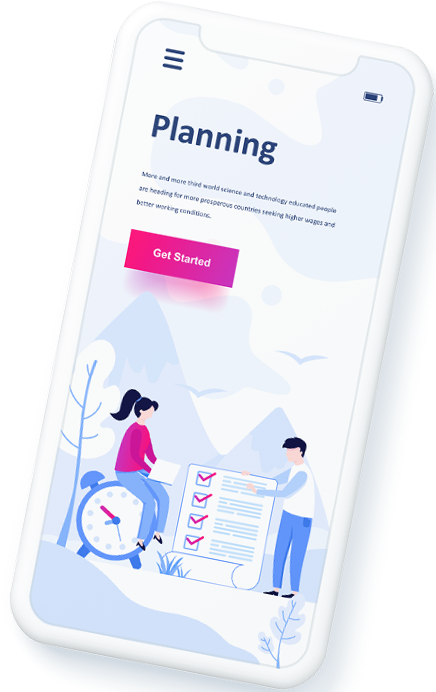 Planning
More and more third world science and technology educated people
are heading for more prosperous countries seeking higher wages and
better working conditions.
Get Started